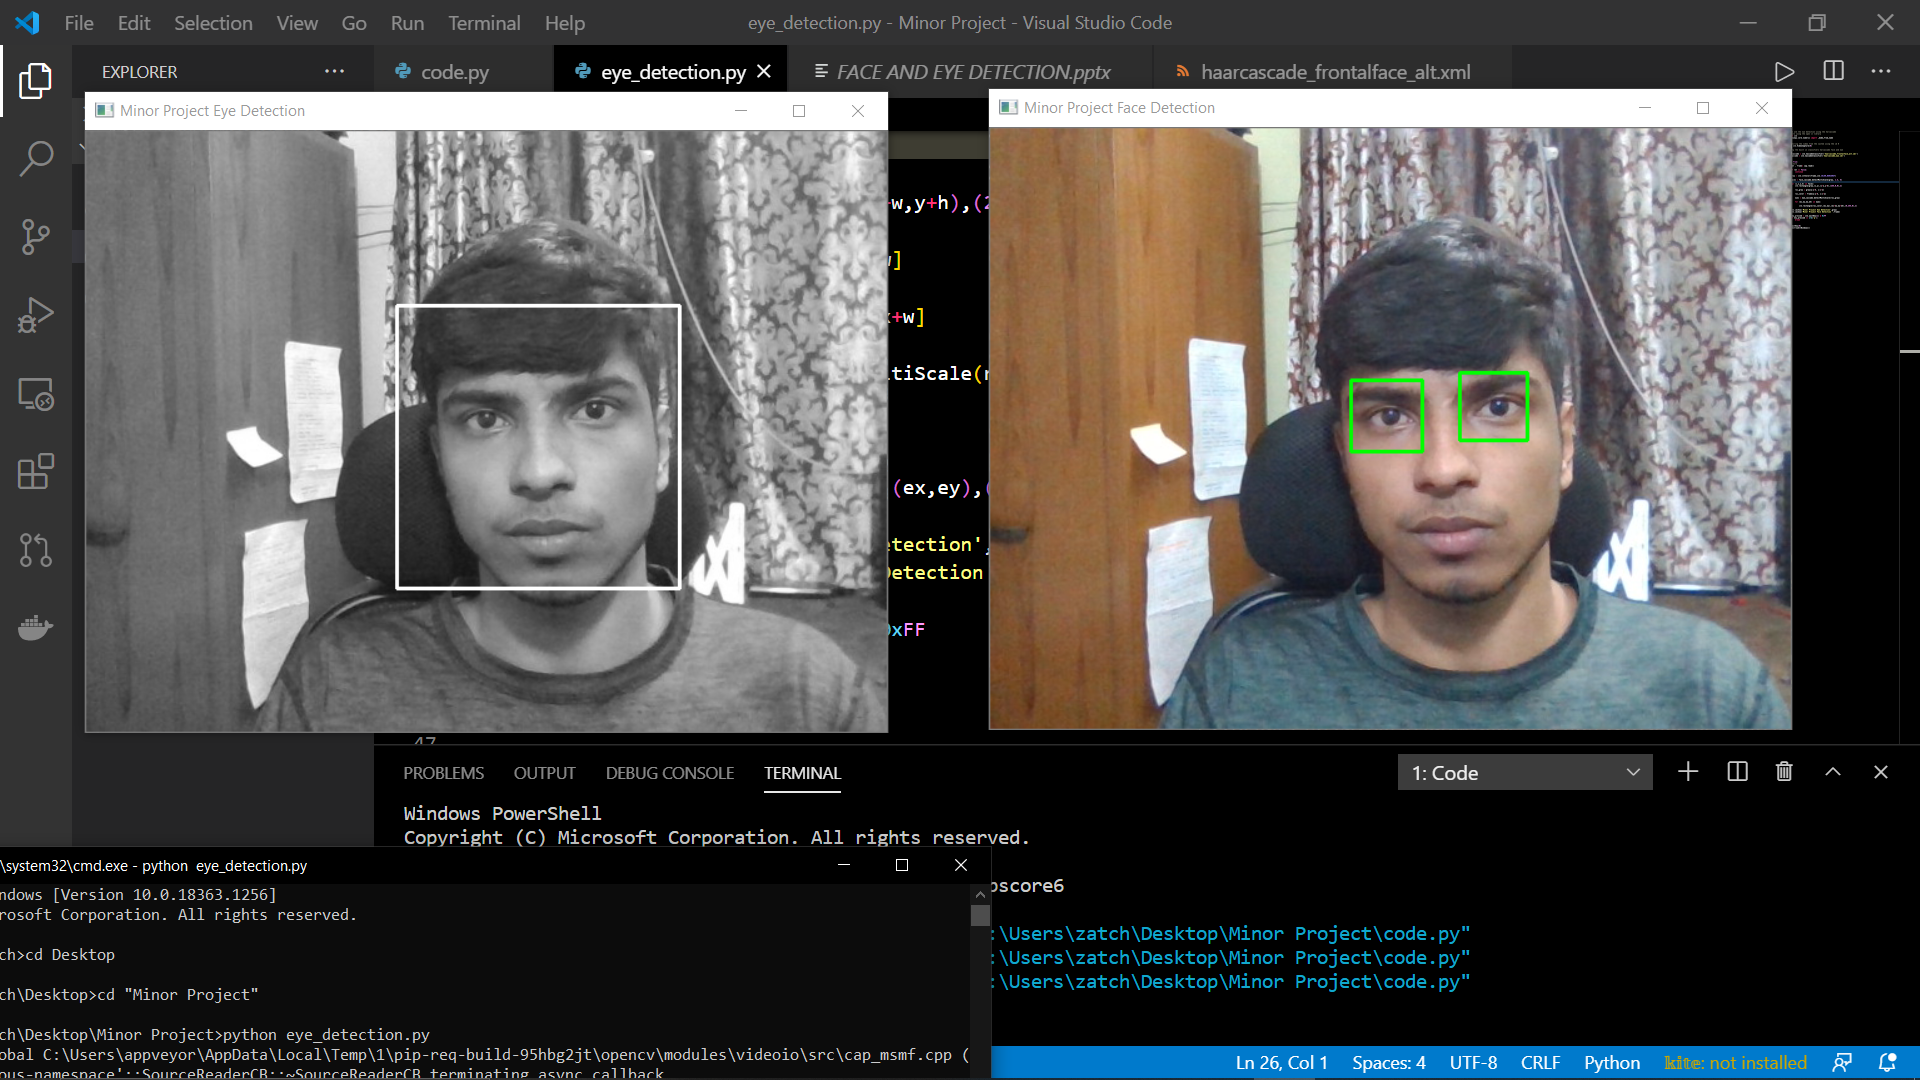 File Edit Selection View Go Run Terminal Help
eye_detection.py - Minor Project - Visual Studio Code
EXPLORER
code.py
eye_detection.py
FACE AND EYE DETECTION.pptx
haarcascade_frontalface_alt.xml
Minor Project Eye Detection
Minor Project Face Detection
w,y+h),(2
]
+w]
tiScale(
(ex,ey),(
etection',
Detection
xFF
47
PROBLEMS OUTPUT DEBUG CONSOLE TERMINAL
1: Code
Windows PowerShell
Copyright (C) Microsoft Corporation. All rights reserved.
pscore6
:\Users\zatch\Desktop\Minor Project\code.py"
:\Users\zatch\Desktop\Minor Project\code.py"
:\Users\zatch\Desktop\Minor Project\code.py"
\system32\cmd.exe - python eye_detection.py
ndows [Version 10.0.18363.1256]
rosoft Corporation. All rights reserved.
ch>cd Desktop
ch\Desktop>cd "Minor Project"
ch\Desktop\Minor Project>python eye_detection.py
obal C:\Users\appveyor\AppData\Local\Temp\1\pip-req-build-95hbg2jt\opencv\modules\videoio\src\cap_msmf.cpp (
ous-namespace'::SourceReaderCB::~SourceReaderCB terminating async callback
Ln 26, Col 1 Spaces: 4 UTF-8 CRLF Python kite: not installed